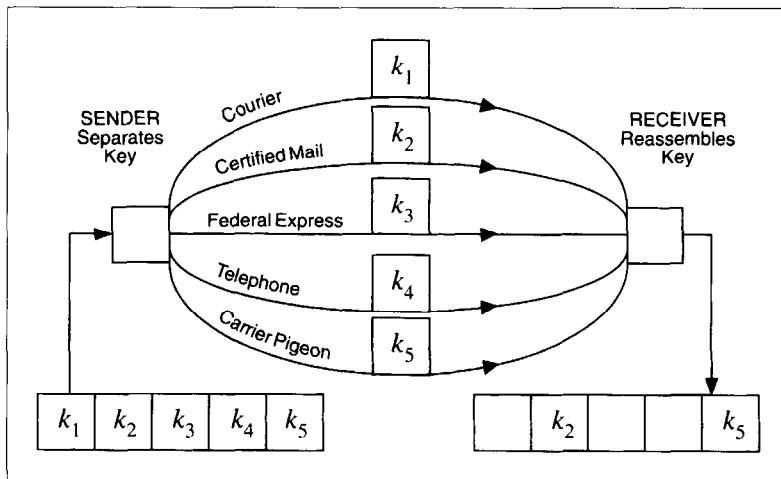 SENDER
Separates
Key
RECEIVER
Reassembles
Key
Courier
k₁
Certified Mail
k₂
Federal Express
k₃
Telephone
k₄
Carrier Pigeon
k₅
k₁ k₂ k₃ k₄ k₅
k₂ k₅